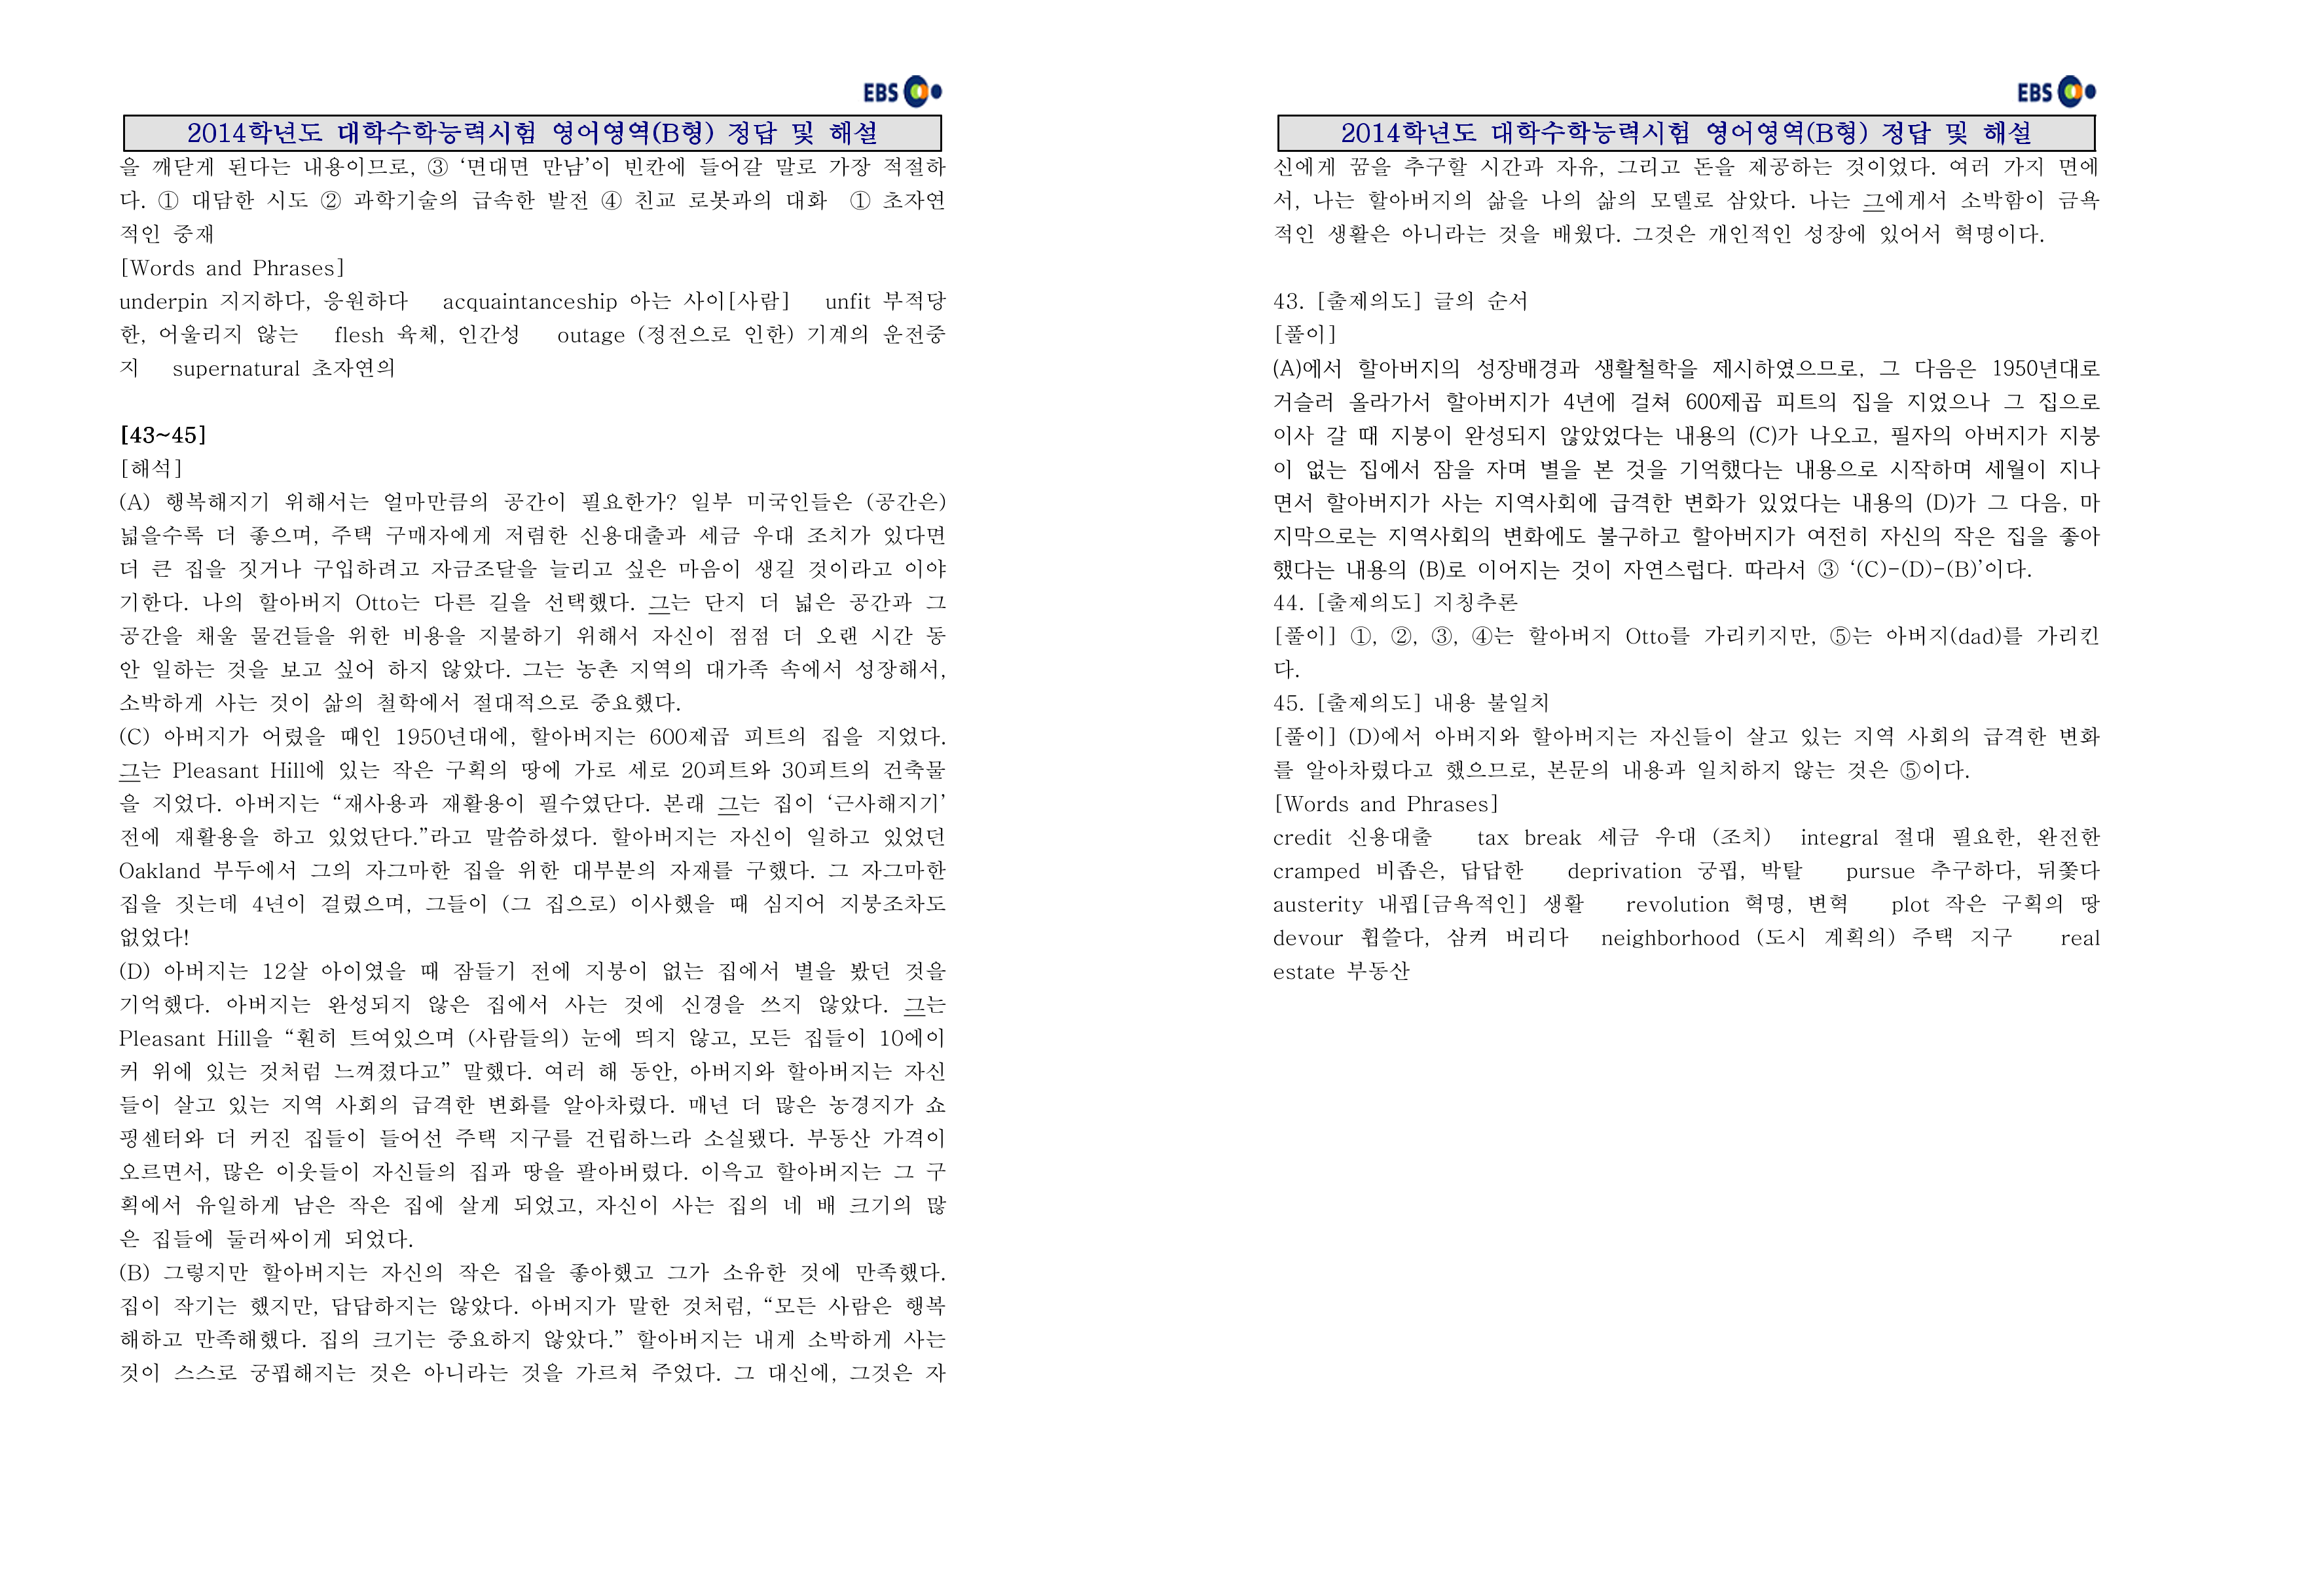 EBS
2014학년도 대학수학능력시험 영어영역(B형) 정답 및 해설
을 깨닫게 된다는 내용이므로, ③ ‘면대면 만남’이 빈칸에 들어갈 말로 가장 적절하
다. ① 대담한 시도 ② 과학기술의 급속한 발전 ④ 친교 로봇과의 대화 ① 초자연
적인 중재
[Words and Phrases]
underpin 지지하다, 응원하다 acquaintanceship 아는 사이[사람] unfit 부적당
한, 어울리지 않는 flesh 육체, 인간성 outage (정전으로 인한) 기계의 운전중
지 supernatural 초자연의
[43~45]
[해석]
(A) 행복해지기 위해서는 얼마만큼의 공간이 필요한가? 일부 미국인들은 (공간은)
넓을수록 더 좋으며, 주택 구매자에게 저렴한 신용대출과 세금 우대 조치가 있다면
더 큰 집을 짓거나 구입하려고 자금조달을 늘리고 싶은 마음이 생길 것이라고 이야
기한다. 나의 할아버지 Otto는 다른 길을 선택했다. 그는 단지 더 넓은 공간과 그
공간을 채울 물건들을 위한 비용을 지불하기 위해서 자신이 점점 더 오랜 시간 동
안 일하는 것을 보고 싶어 하지 않았다. 그는 농촌 지역의 대가족 속에서 성장해서,
소박하게 사는 것이 삶의 철학에서 절대적으로 중요했다.
(C) 아버지가 어렸을 때인 1950년대에, 할아버지는 600제곱 피트의 집을 지었다.
그는 Pleasant Hill에 있는 작은 구획의 땅에 가로 세로 20피트와 30피트의 건축물
을 지었다. 아버지는 “재사용과 재활용이 필수였단다. 본래 그는 집이 ‘근사해지기’
전에 재활용을 하고 있었단다.”라고 말씀하셨다. 할아버지는 자신이 일하고 있었던
Oakland 부두에서 그의 자그마한 집을 위한 대부분의 자재를 구했다. 그 자그마한
집을 짓는데 4년이 걸렸으며, 그들이 (그 집으로) 이사했을 때 심지어 지붕조차도
없었다!
(D) 아버지는 12살 아이였을 때 잠들기 전에 지붕이 없는 집에서 별을 봤던 것을
기억했다. 아버지는 완성되지 않은 집에서 사는 것에 신경을 쓰지 않았다. 그는
Pleasant Hill을 “훤히 트여있으며 (사람들의) 눈에 띄지 않고, 모든 집들이 10에이
커 위에 있는 것처럼 느껴졌다고” 말했다. 여러 해 동안, 아버지와 할아버지는 자신
들이 살고 있는 지역 사회의 급격한 변화를 알아차렸다. 매년 더 많은 농경지가 쇼
핑센터와 더 커진 집들이 들어선 주택 지구를 건립하느라 소실됐다. 부동산 가격이
오르면서, 많은 이웃들이 자신들의 집과 땅을 팔아버렸다. 이윽고 할아버지는 그 구
획에서 유일하게 남은 작은 집에 살게 되었고, 자신이 사는 집의 네 배 크기의 많
은 집들에 둘러싸이게 되었다.
(B) 그렇지만 할아버지는 자신의 작은 집을 좋아했고 그가 소유한 것에 만족했다.
집이 작기는 했지만, 답답하지는 않았다. 아버지가 말한 것처럼, “모든 사람은 행복
해하고 만족해했다. 집의 크기는 중요하지 않았다.” 할아버지는 내게 소박하게 사는
것이 스스로 궁핍해지는 것은 아니라는 것을 가르쳐 주었다. 그 대신에, 그것은 자
EBS
2014학년도 대학수학능력시험 영어영역(B형) 정답 및 해설
신에게 꿈을 추구할 시간과 자유, 그리고 돈을 제공하는 것이었다. 여러 가지 면에
서, 나는 할아버지의 삶을 나의 삶의 모델로 삼았다. 나는 그에게서 소박함이 금욕
적인 생활은 아니라는 것을 배웠다. 그것은 개인적인 성장에 있어서 혁명이다.
43. [출제의도] 글의 순서
[풀이]
(A)에서 할아버지의 성장배경과 생활철학을 제시하였으므로, 그 다음은 1950년대로
거슬러 올라가서 할아버지가 4년에 걸쳐 600제곱 피트의 집을 지었으나 그 집으로
이사 갈 때 지붕이 완성되지 않았었다는 내용의 (C)가 나오고, 필자의 아버지가 지붕
이 없는 집에서 잠을 자며 별을 본 것을 기억했다는 내용으로 시작하며 세월이 지나
면서 할아버지가 사는 지역사회에 급격한 변화가 있었다는 내용의 (D)가 그 다음, 마
지막으로는 지역사회의 변화에도 불구하고 할아버지가 여전히 자신의 작은 집을 좋아
했다는 내용의 (B)로 이어지는 것이 자연스럽다. 따라서 ③ ‘(C)-(D)-(B)’이다.
44. [출제의도] 지칭추론
[풀이] ①, ②, ③, ④는 할아버지 Otto를 가리키지만, ⑤는 아버지(dad)를 가리킨
다.
45. [출제의도] 내용 불일치
[풀이] (D)에서 아버지와 할아버지는 자신들이 살고 있는 지역 사회의 급격한 변화
를 알아차렸다고 했으므로, 본문의 내용과 일치하지 않는 것은 ⑤이다.
[Words and Phrases]
credit 신용대출 tax break 세금 우대 (조치) integral 절대 필요한, 완전한
cramped 비좁은, 답답한 deprivation 궁핍, 박탈 pursue 추구하다, 뒤쫓다
austerity 내핍[금욕적인] 생활 revolution 혁명, 변혁 plot 작은 구획의 땅
devour 휩쓸다, 삼켜 버리다 neighborhood (도시 계획의) 주택 지구 real
estate 부동산